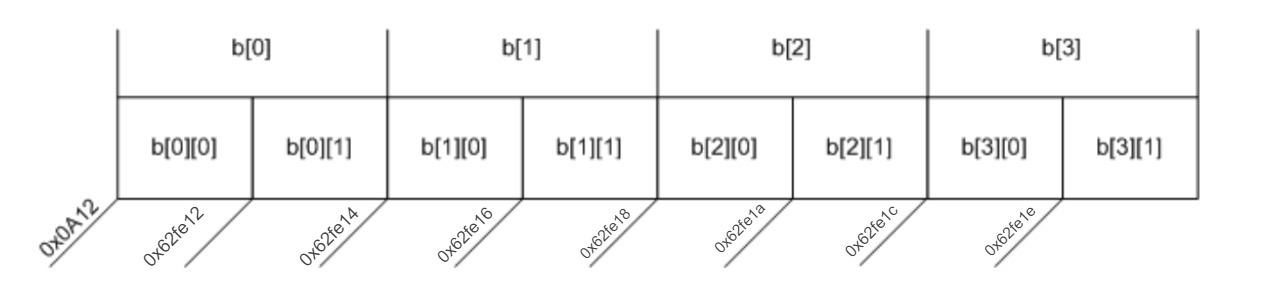 b[0] b[1] b[2] b[3]
b[0][0] b[0][1] b[1][0] b[1][1] b[2][0] b[2][1] b[3][0] b[3][1]
0x0A12 0x62fe12 0x62fe14 0x62fe16 0x62fe18 0x62fe1a 0x62fe1c 0x62fe1e